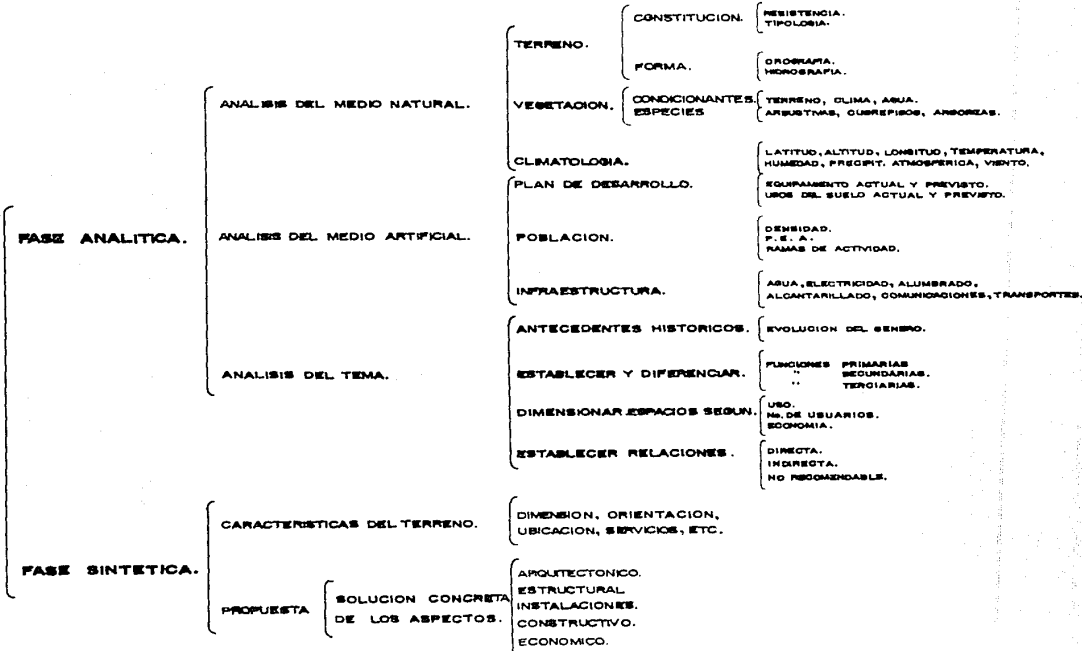 FASE ANALITICA.
ANALISIS DEL MEDIO NATURAL.
TERRENO.
CONSTITUCION.
RESISTENCIA.
TIPOLOGIA.
FORMA.
OROGRAFIA.
HIDROGRAFIA.
VEGETACION.
CONDICIONANTES.
TERRENO, CLIMA, AGUA.
ESPECIES
ARBUSTIVAS, CUBREPISOS, ARBOREAS.
CLIMATOLOGIA.
LATITUD, ALTITUD, LONGITUD, TEMPERATURA,
HUMEDAD, PRECIPIT. ATMOSFERICA, VIENTO.
ANALISIS DEL MEDIO ARTIFICIAL.
PLAN DE DESARROLLO.
EQUIPAMIENTO ACTUAL Y PREVISTO.
USOS DEL SUELO ACTUAL Y PREVISTO.
POBLACION.
DENSIDAD.
P. E. A.
RAMAS DE ACTIVIDAD.
INFRAESTRUCTURA.
AGUA, ELECTRICIDAD, ALUMBRADO,
ALCANTARILLADO, COMUNICACIONES, TRANSPORTES.
ANALISIS DEL TEMA.
ANTECEDENTES HISTORICOS.
EVOLUCION DEL GENERO.
ESTABLECER Y DIFERENCIAR.
FUNCIONES PRIMARIAS
" SECUNDARIAS.
" TERCIARIAS.
DIMENSIONAR ESPACIOS SEGUN.
USO.
No. DE USUARIOS.
ECONOMIA.
ESTABLECER RELACIONES.
DIRECTA.
INDIRECTA.
NO RECOMENDABLE.
FASE SINTETICA.
CARACTERISTICAS DEL TERRENO.
DIMENSION, ORIENTACION,
UBICACION, SERVICIOS, ETC.
PROPUESTA
SOLUCION CONCRETA
DE LOS ASPECTOS.
ARQUITECTONICO.
ESTRUCTURAL
INSTALACIONES.
CONSTRUCTIVO.
ECONOMICO.